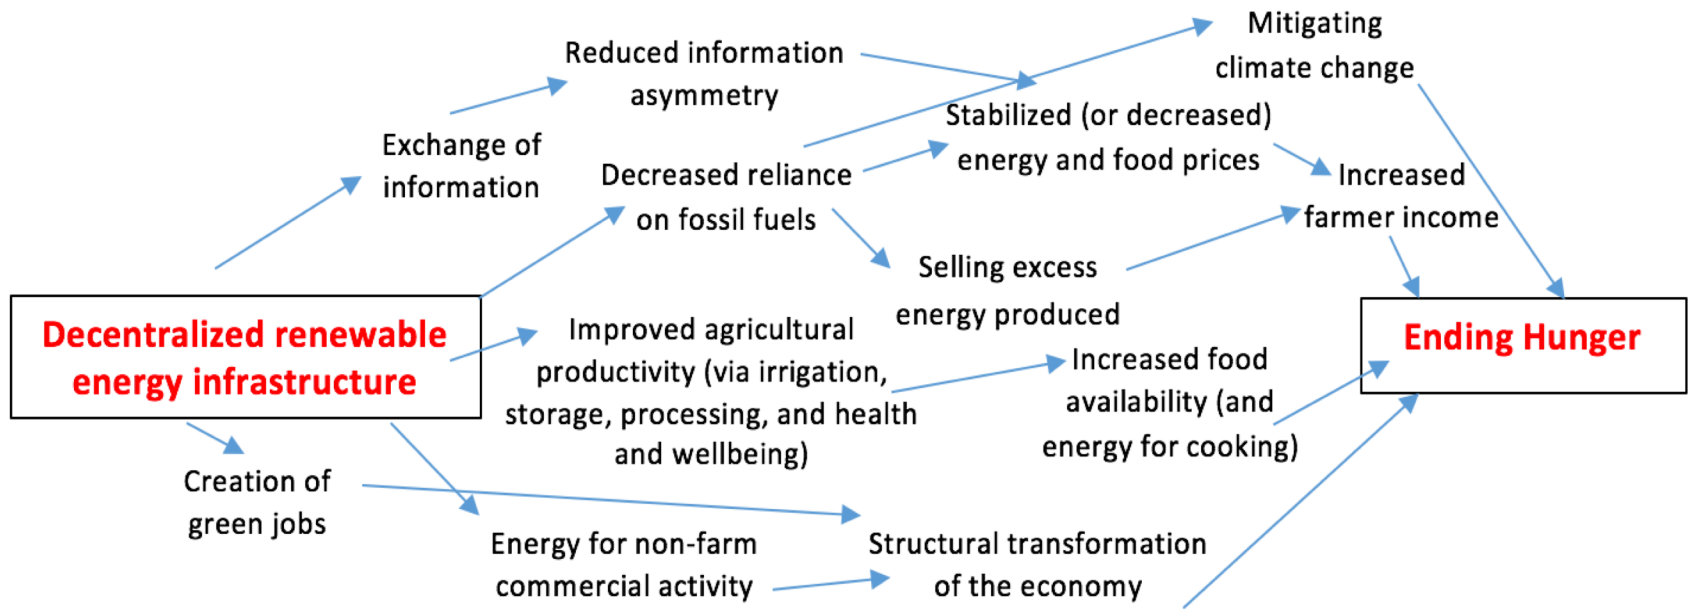 Mitigating
climate change
Reduced information
asymmetry
Exchange of
information
Stabilized (or decreased)
energy and food prices
Decreased reliance
on fossil fuels
Increased
farmer income
Selling excess
energy produced
Decentralized renewable
energy infrastructure
Improved agricultural
productivity (via irrigation,
storage, processing, and health
and wellbeing)
Increased food
availability (and
energy for cooking)
Ending Hunger
Creation of
green jobs
Energy for non-farm
commercial activity
Structural transformation
of the economy